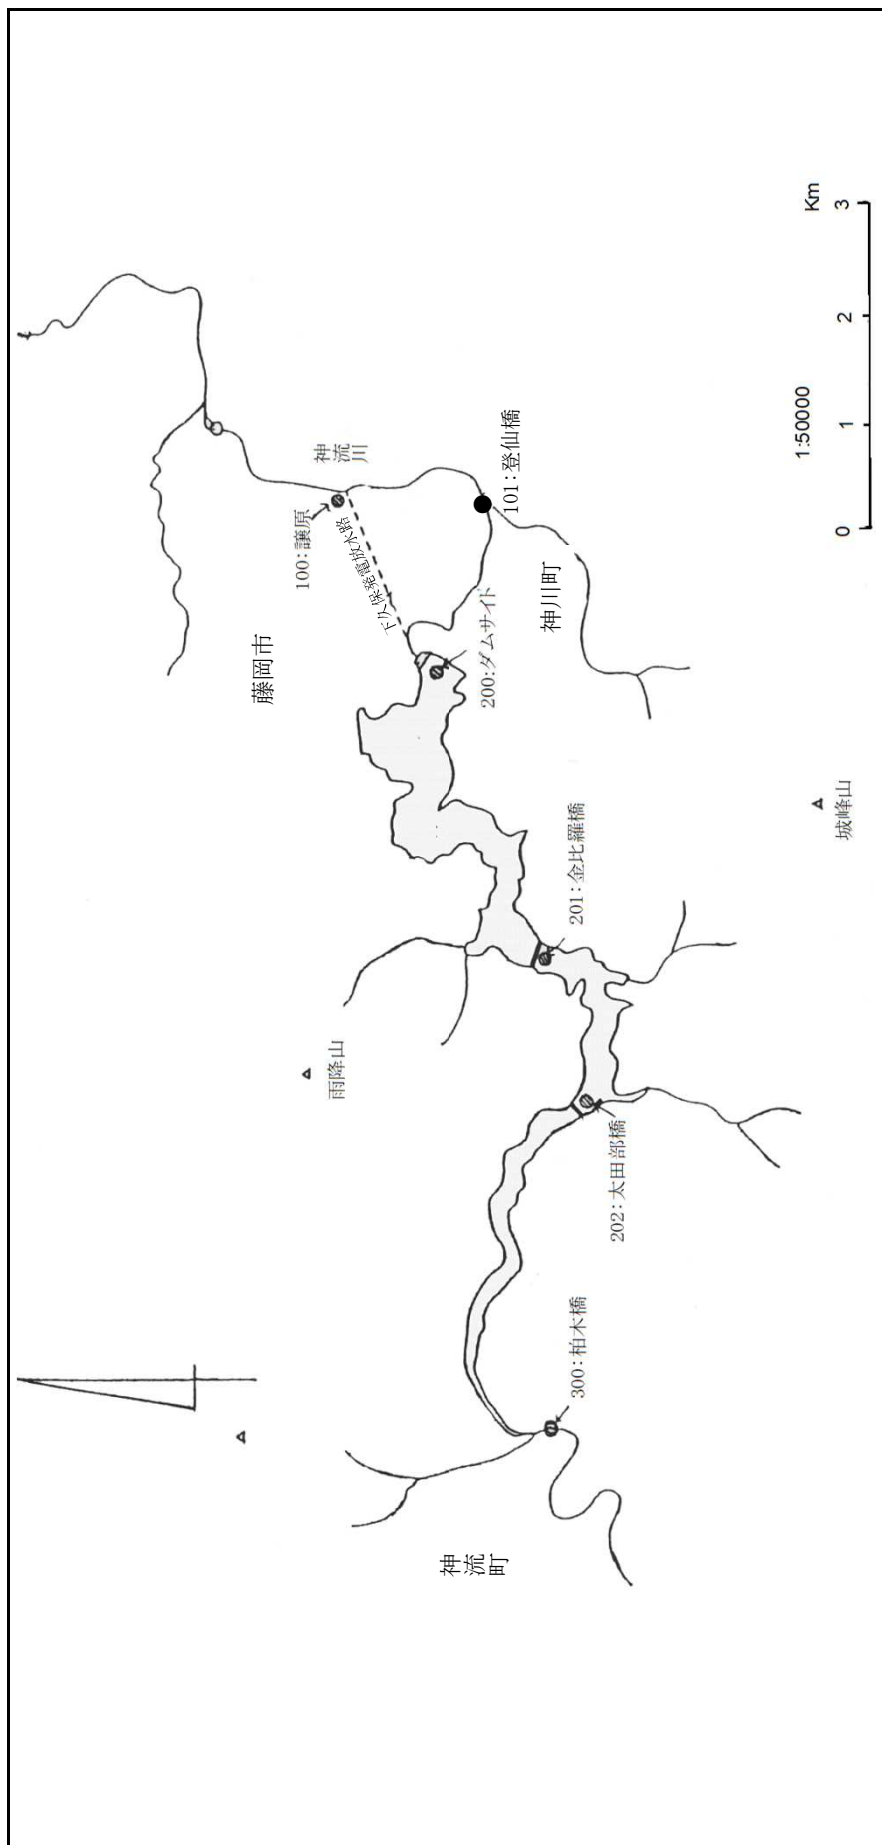 神流町
300:柏木橋
202:太田部橋
雨降山
201:金比羅橋
城峰山
200:ダムサイド
藤岡市
神川町
下久保発電放水路
100:譲原
101:登仙橋
神流川
1:50000
Km
0 1 2 3